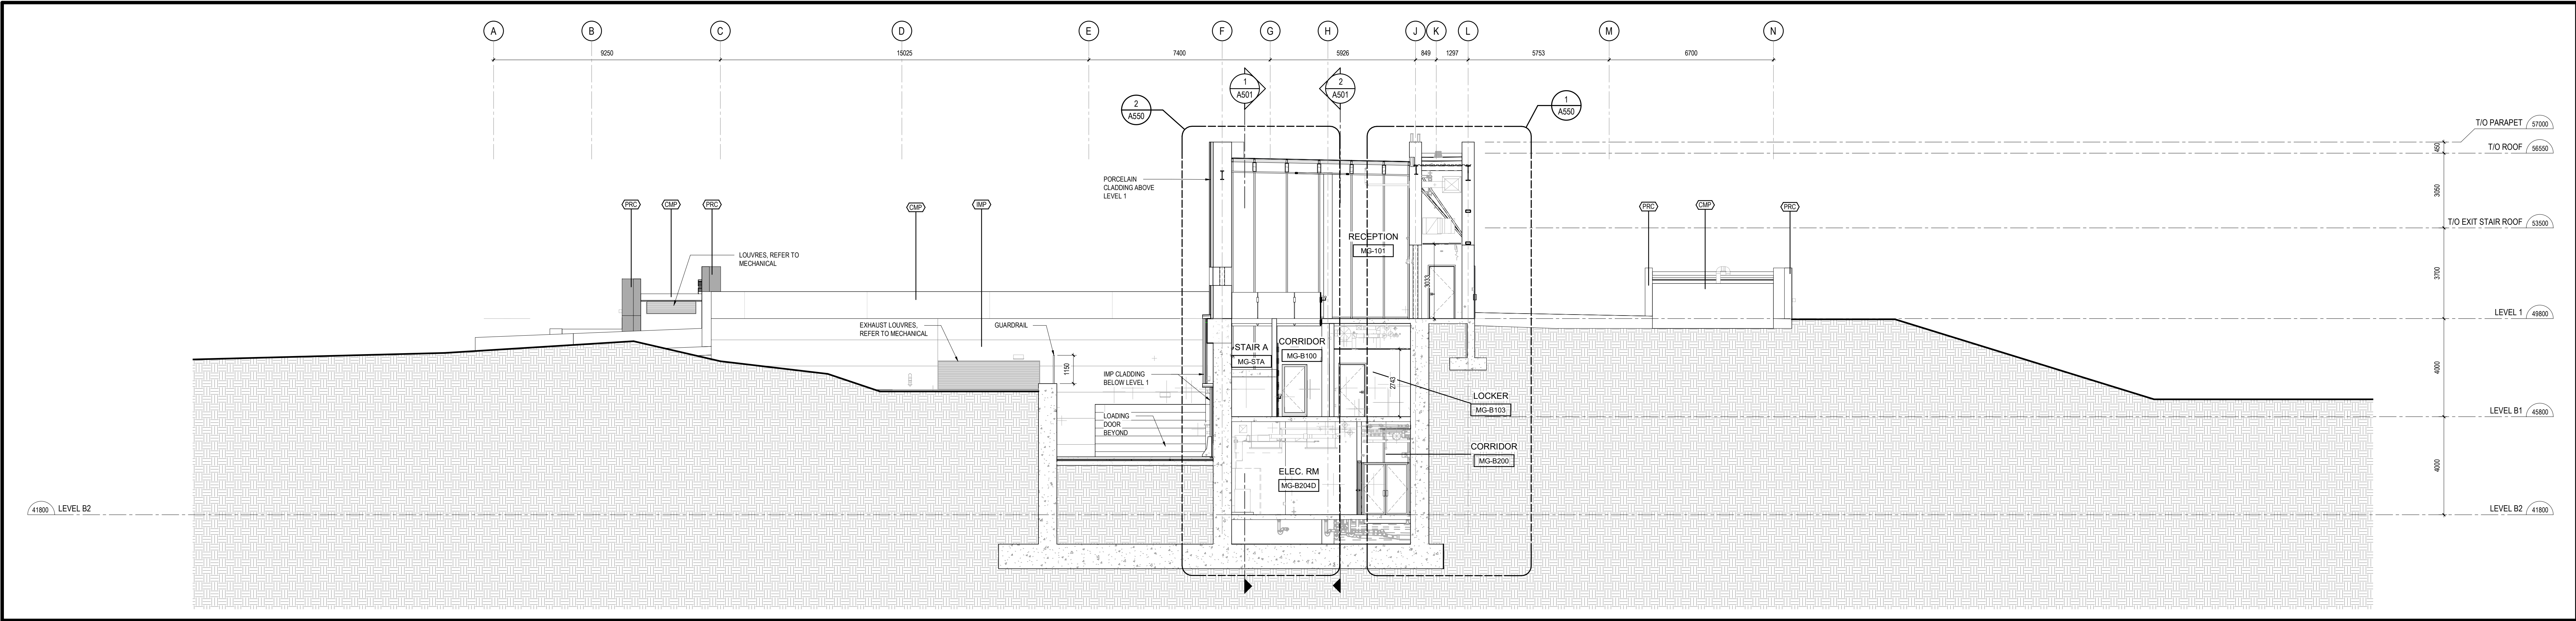 A B C D E F G H J K L M N
9250 15025 7400 5926 849 1297 5753 6700
1
A501
2
A501
2
A550
1
A550
T/O PARAPET 57000
450
T/O ROOF 56550
3050
T/O EXIT STAIR ROOF 53500
3700
LEVEL 1 49800
4000
LEVEL B1 45800
4000
LEVEL B2 41800
41800 LEVEL B2
PORCELAIN
CLADDING ABOVE
LEVEL 1
PRC CMP PRC CMP IMP
PRC CMP PRC
LOUVRES, REFER TO
MECHANICAL
RECEPTION
MG-101
3033
EXHAUST LOUVRES,
REFER TO MECHANICAL
GUARDRAIL
1150
STAIR A
MG-STA
CORRIDOR
MG-B100
IMP CLADDING
BELOW LEVEL 1
2743
LOCKER
MG-B103
LOADING
DOOR
BEYOND
CORRIDOR
MG-B200
ELEC. RM
MG-B204D